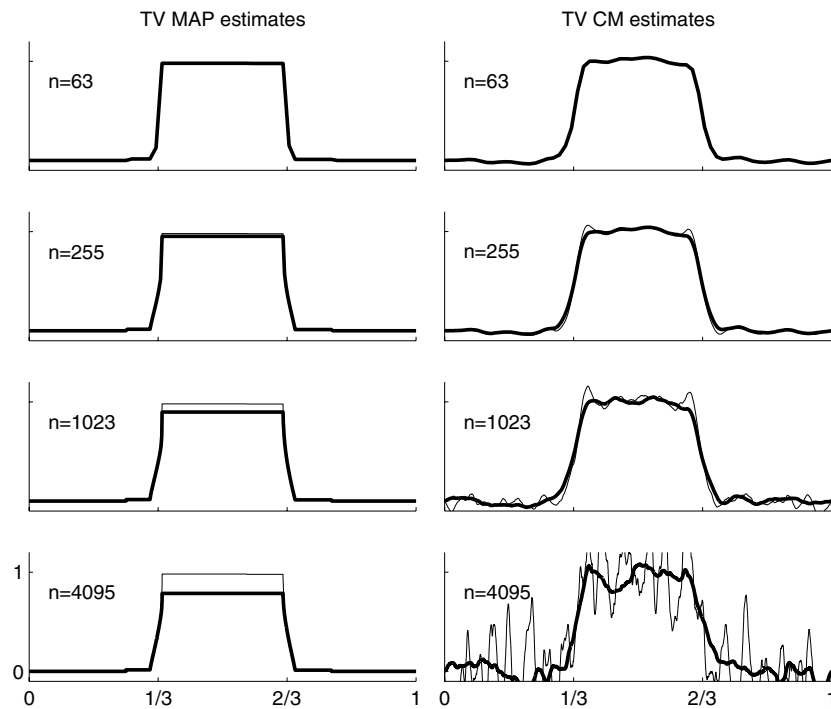 TV MAP estimates
TV CM estimates
n=63
n=63
n=255
n=255
n=1023
n=1023
1
n=4095
n=4095
0
0 1/3 2/3 1
0 1/3 2/3 1